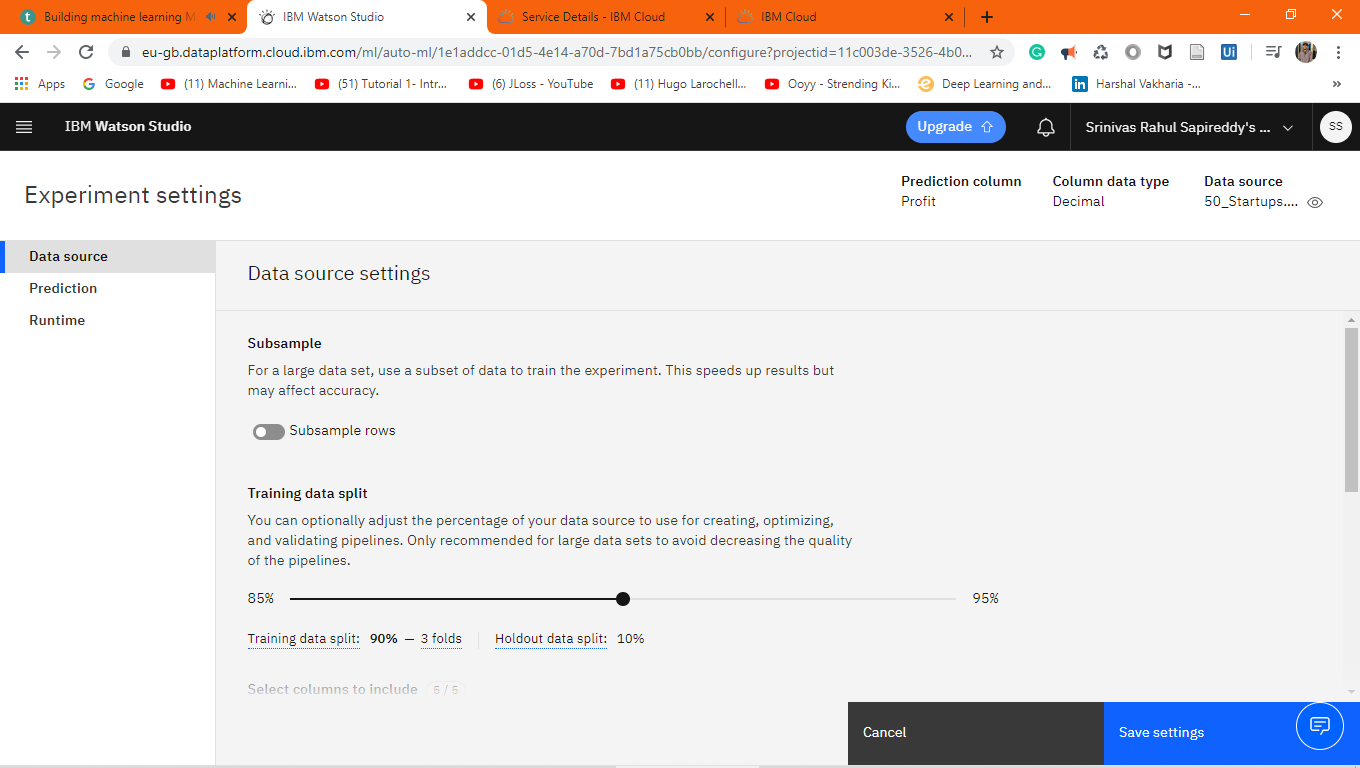 Building machine learning M
IBM Watson Studio
Service Details - IBM Cloud
IBM Cloud
eu-gb.dataplatform.cloud.ibm.com/ml/auto-ml/1e1addcc-01d5-4e14-a70d-7bd1a75cb0bb/configure?projectid=11c003de-3526-4b0...
Apps
Google
(11) Machine Learni...
(51) Tutorial 1- Intr...
(6) JLoss - YouTube
(11) Hugo Larochell...
Ooyy - Strending Ki...
Deep Learning and...
Harshal Vakharia -...
IBM Watson Studio
Upgrade
Srinivas Rahul Sapireddy's ...
SS
Experiment settings
Prediction column
Profit
Column data type
Decimal
Data source
50_Startups....
Data source
Prediction
Runtime
Data source settings
Subsample
For a large data set, use a subset of data to train the experiment. This speeds up results but
may affect accuracy.
Subsample rows
Training data split
You can optionally adjust the percentage of your data source to use for creating, optimizing,
and validating pipelines. Only recommended for large data sets to avoid decreasing the quality
of the pipelines.
85%
95%
Training data split: 90% — 3 folds
Holdout data split: 10%
Select columns to include 5 / 5
Cancel
Save settings